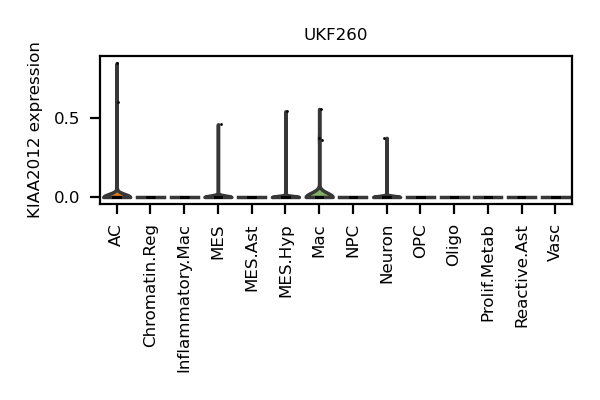 UKF260
KIAA2012 expression
0.5
0.0
AC
Chromatin.Reg
Inflammatory.Mac
MES
MES.Ast
MES.Hyp
Mac
NPC
Neuron
OPC
Oligo
Prolif.Metab
Reactive.Ast
Vasc